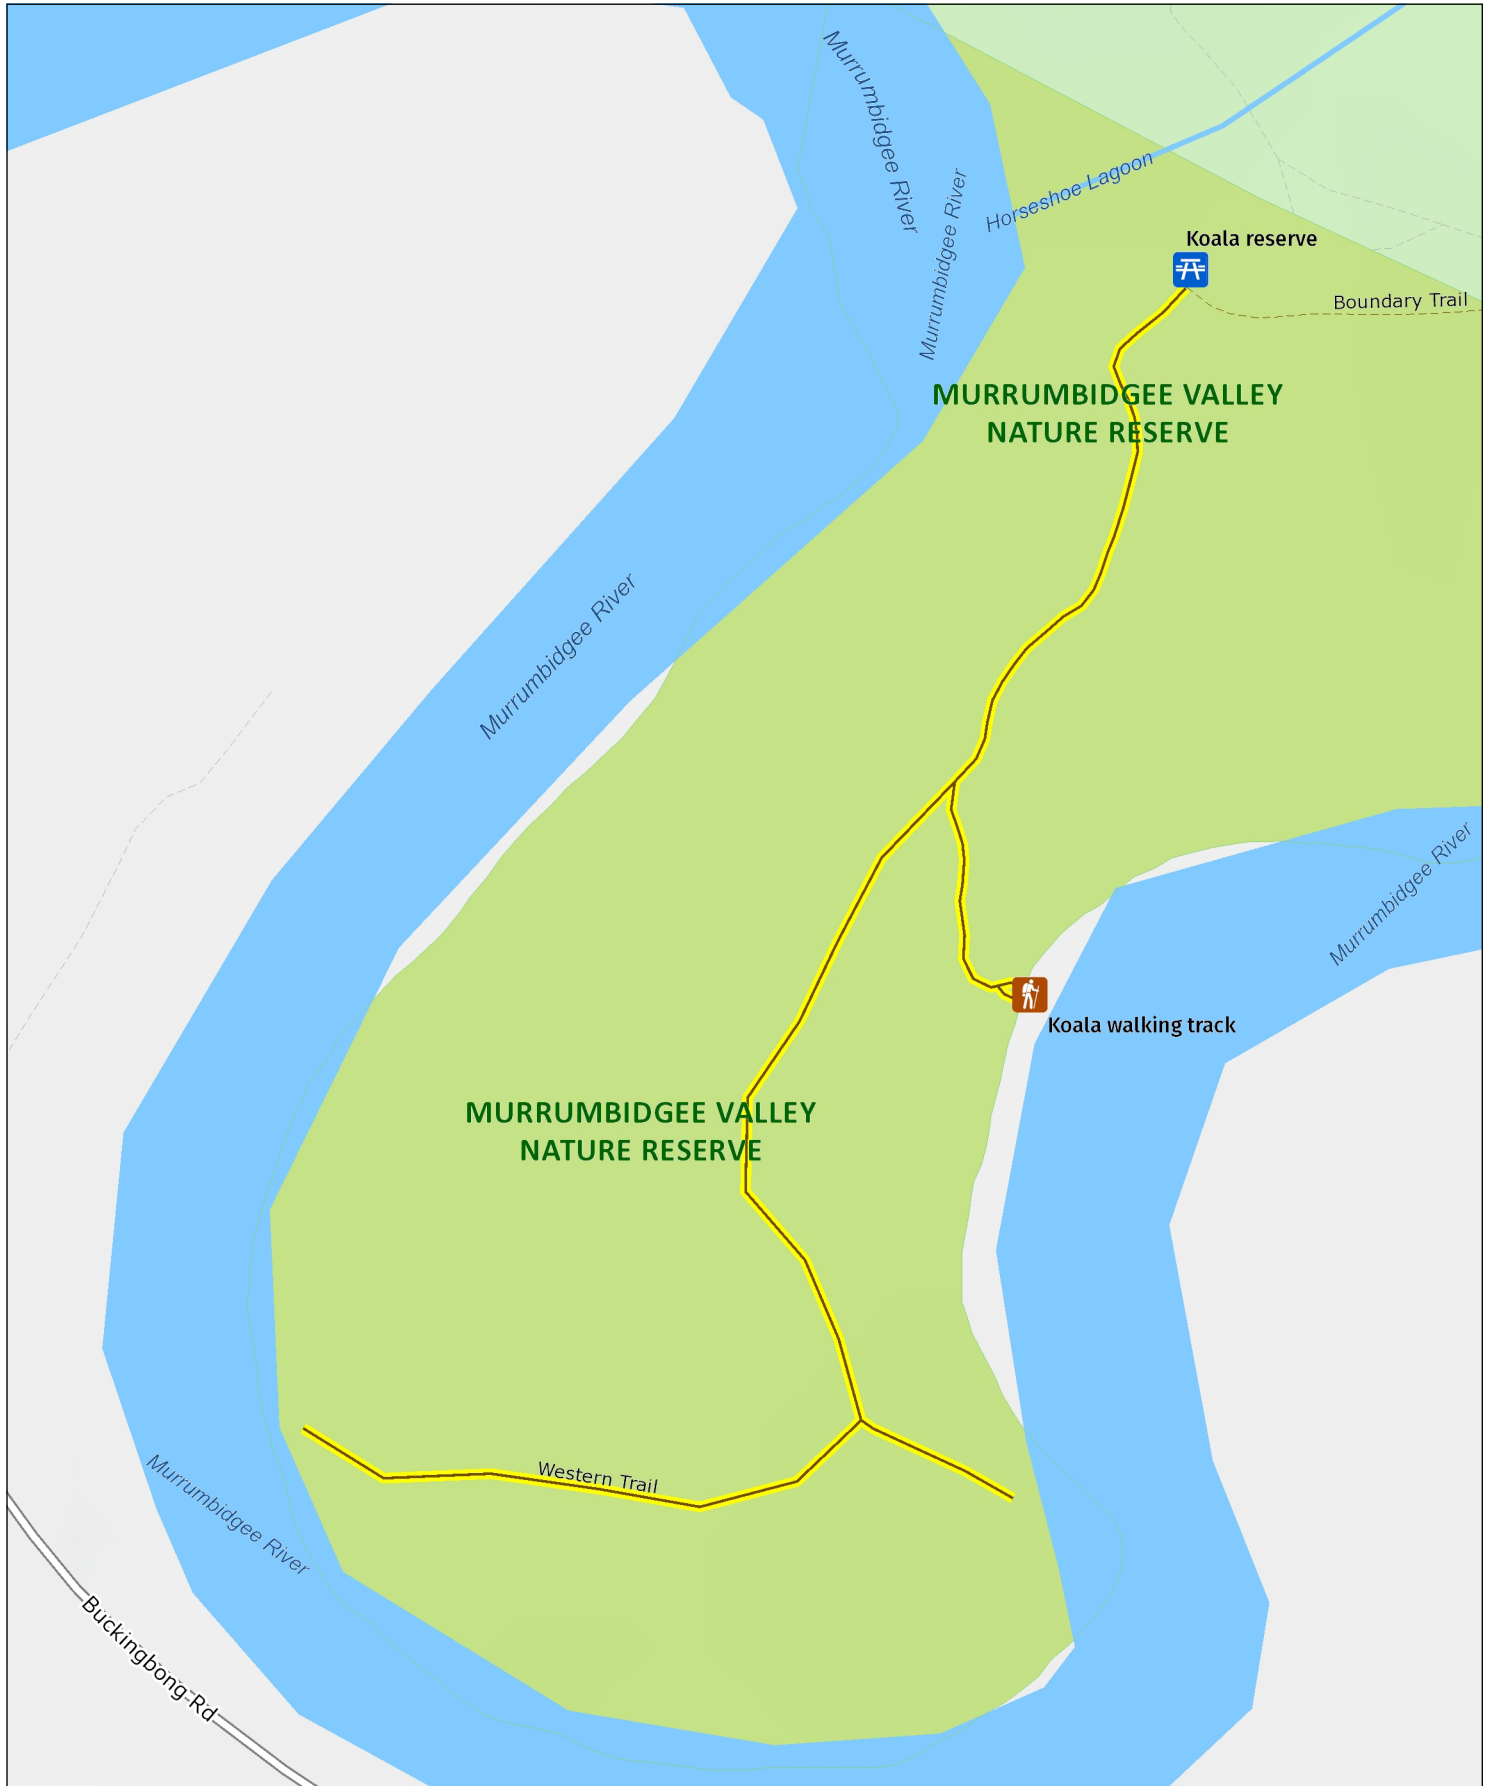 Murrumbidgee River
Murrumbidgee River
Horseshoe Lagoon
Koala reserve
Boundary Trail
MURRUMBIDGEE VALLEY
NATURE RESERVE
Murrumbidgee River
Murrumbidgee River
Koala walking track
MURRUMBIDGEE VALLEY
NATURE RESERVE
Western Trail
Murrumbidgee River
Buckingbong Rd